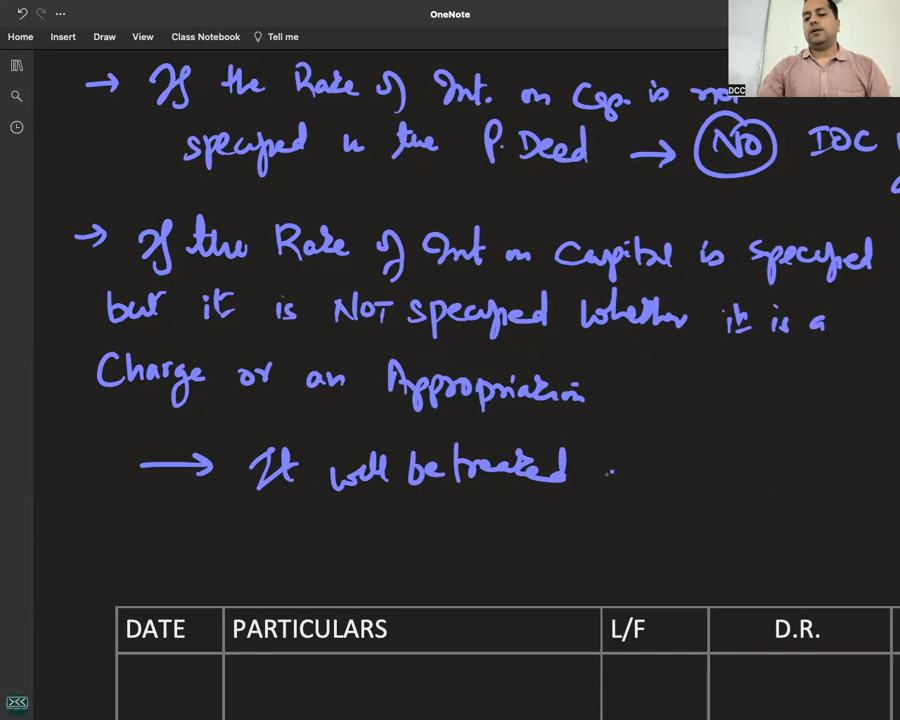 OneNote
Home Insert Draw View Class Notebook Tell me
DCC
→ If the Rate of Int. on Cap. is not
specified in the P. Deed → NO IOC
→ If the Rate of Int on Capital is specified
but it is NOT specified whether it is a
Charge or an Appropriation
→ It will be treated
DATE PARTICULARS L/F D.R.